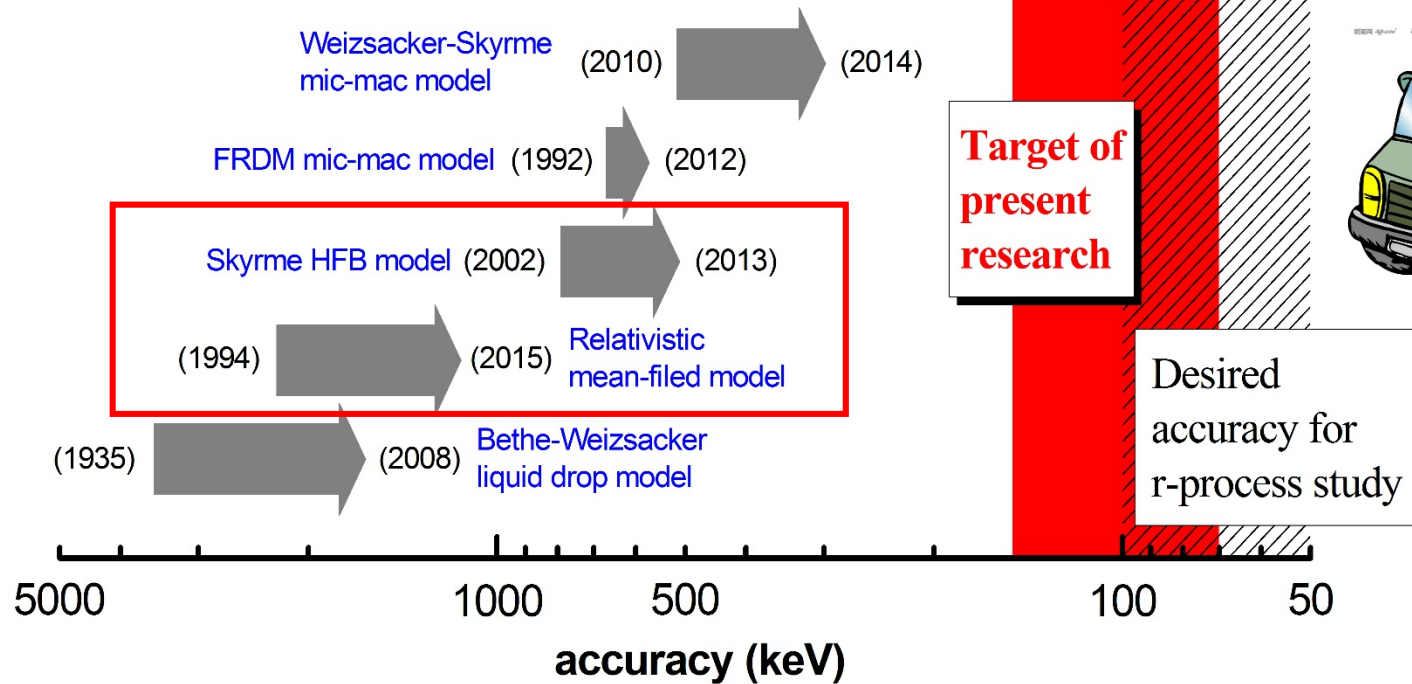 Weizsacker-Skyrme
mic-mac model
(2010)
(2014)
FRDM mic-mac model (1992)
(2012)
Target of
present
research
Skyrme HFB model (2002)
(2013)
(1994)
(2015)
Relativistic
mean-filed model
Desired
accuracy for
r-process study
(1935)
(2008)
Bethe-Weizsacker
liquid drop model
5000
1000
500
100
50
accuracy (keV)